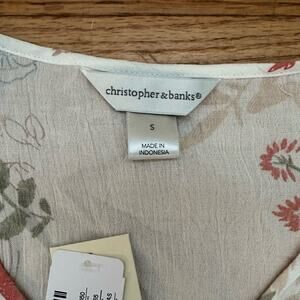 christopher & banks®
S
MADE IN
INDONESIA